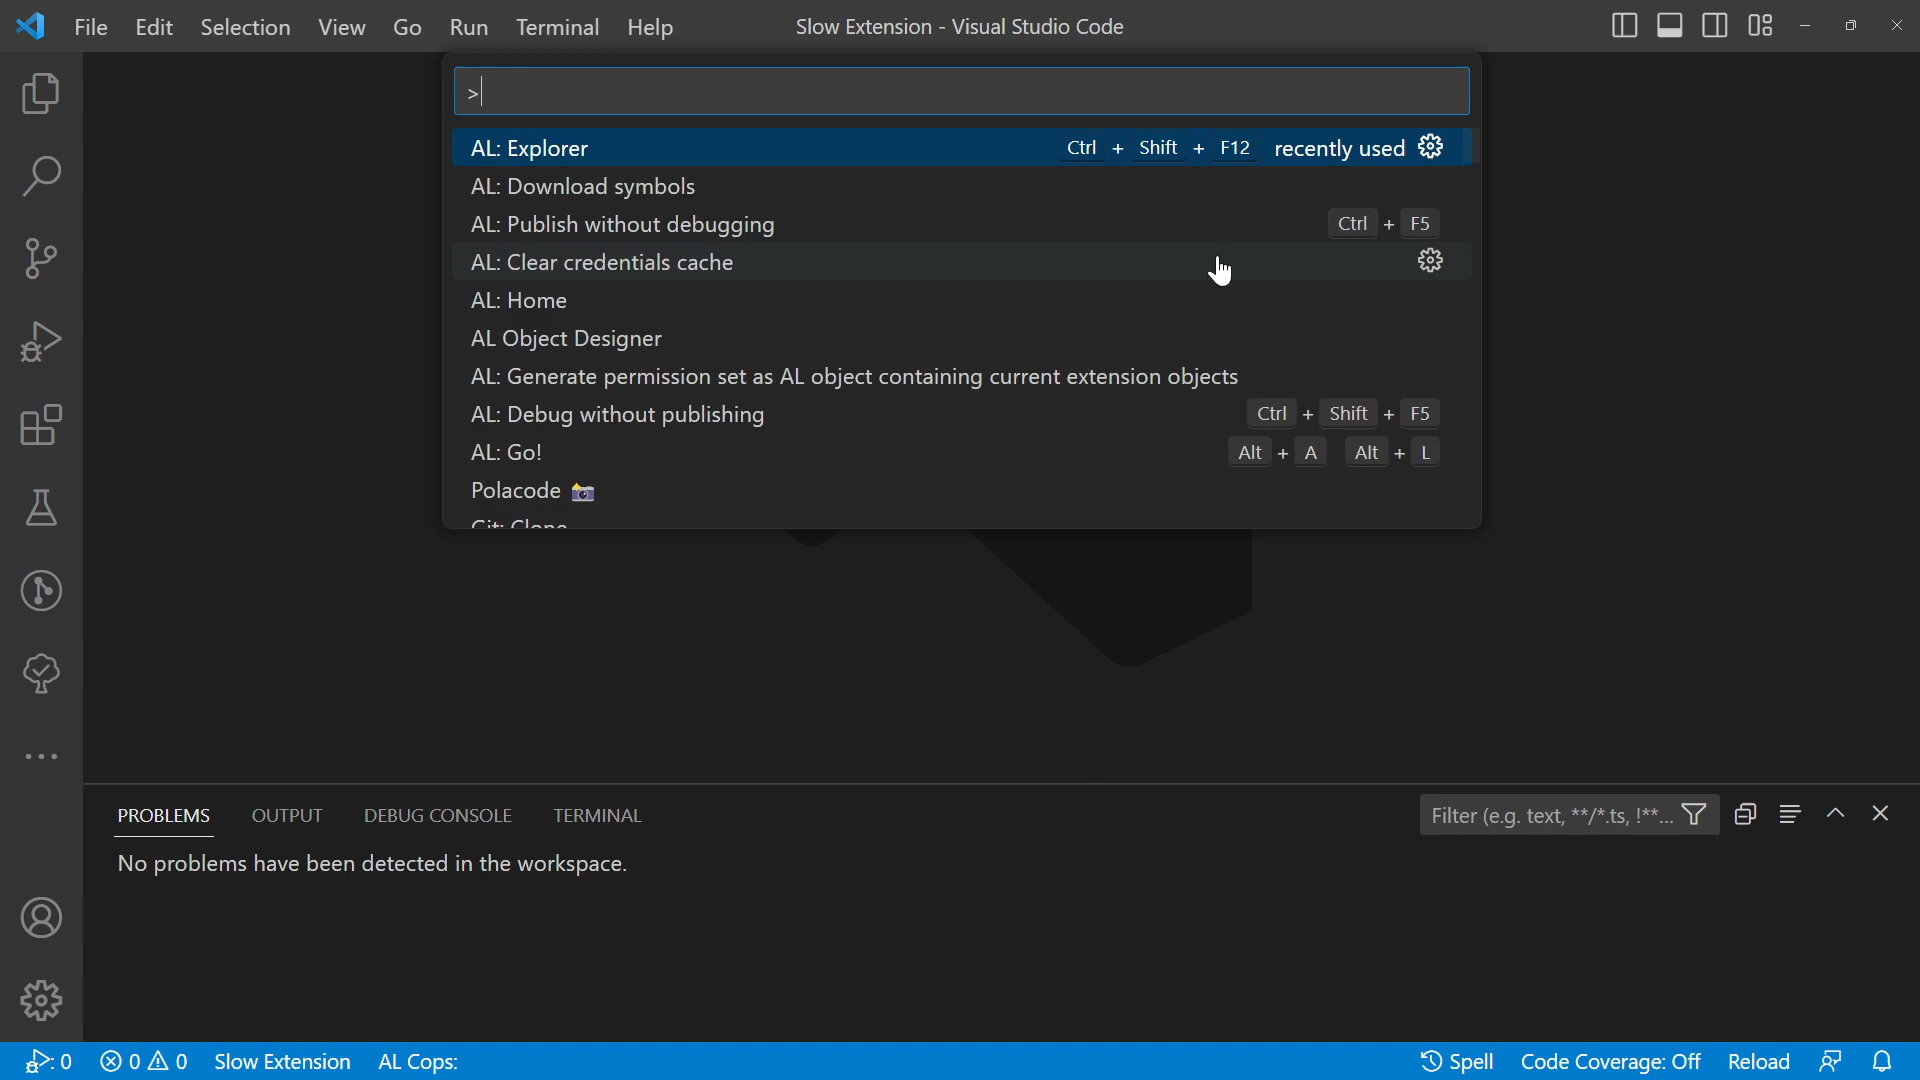 File Edit Selection View Go Run Terminal Help Slow Extension - Visual Studio Code
>
AL: Explorer Ctrl + Shift + F12 recently used
AL: Download symbols
AL: Publish without debugging Ctrl + F5
AL: Clear credentials cache
AL: Home
AL Object Designer
AL: Generate permission set as AL object containing current extension objects
AL: Debug without publishing Ctrl + Shift + F5
AL: Go! Alt + A Alt + L
Polacode 📸
Git: Clone
PROBLEMS OUTPUT DEBUG CONSOLE TERMINAL Filter (e.g. text, **/*.ts, !**...
No problems have been detected in the workspace.
: 0 0 0 Slow Extension AL Cops: Spell Code Coverage: Off Reload